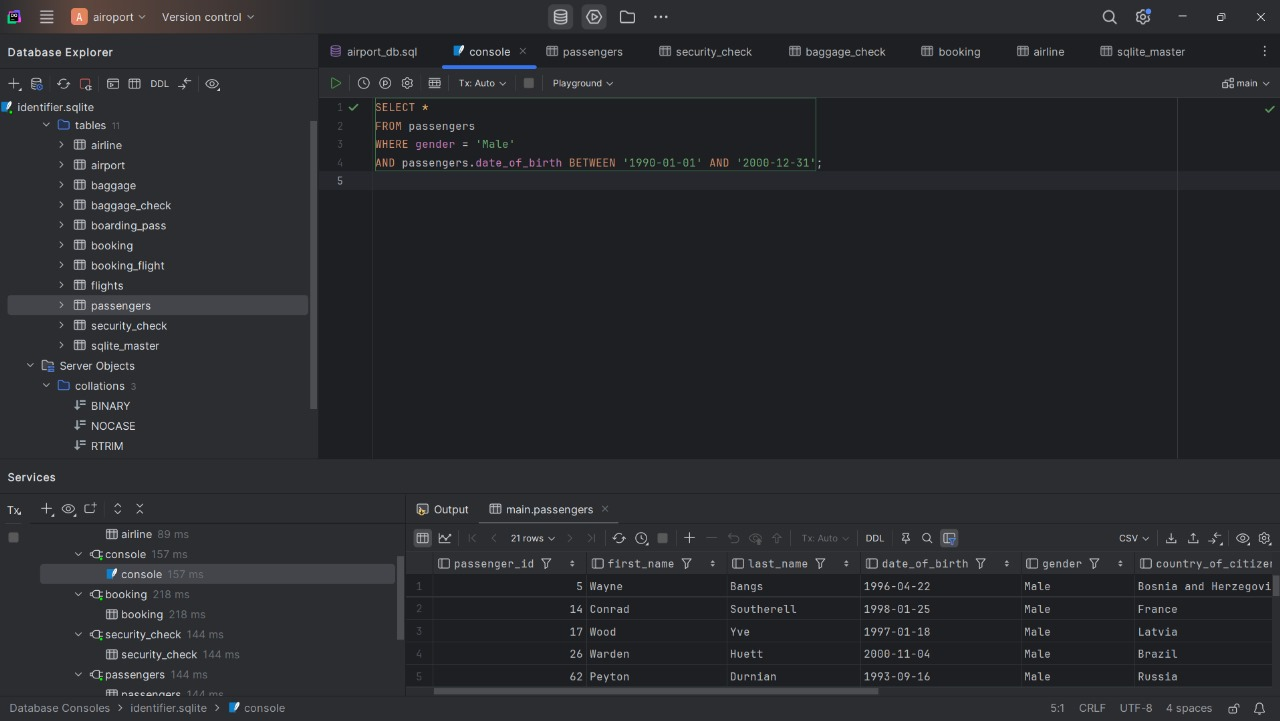 A airoport Version control
Database Explorer
airport_db.sql console passengers security_check baggage_check booking airline sqlite_master
DDL Tx: Auto Playground main
identifier.sqlite
tables 11
airline
airport
baggage
baggage_check
boarding_pass
booking
booking_flight
flights
passengers
security_check
sqlite_master
Server Objects
collations 3
BINARY
NOCASE
RTRIM
1 SELECT *
2 FROM passengers
3 WHERE gender = 'Male'
4 AND passengers.date_of_birth BETWEEN '1990-01-01' AND '2000-12-31';
5
Services
Tx
airline 89 ms
console 157 ms
console 157 ms
booking 218 ms
booking 218 ms
security_check 144 ms
security_check 144 ms
passengers 144 ms
passengers 144 ms
Output main.passengers
21 rows Tx: Auto DDL CSV
passenger_id first_name last_name date_of_birth gender country_of_citizen
1 5 Wayne Bangs 1996-04-22 Male Bosnia and Herzegovi
2 14 Conrad Southerell 1998-01-25 Male France
3 17 Wood Yve 1997-01-18 Male Latvia
4 26 Warden Huett 2000-11-04 Male Brazil
5 62 Peyton Durnian 1993-09-16 Male Russia
Database Consoles > identifier.sqlite > console 5:1 CRLF UTF-8 4 spaces